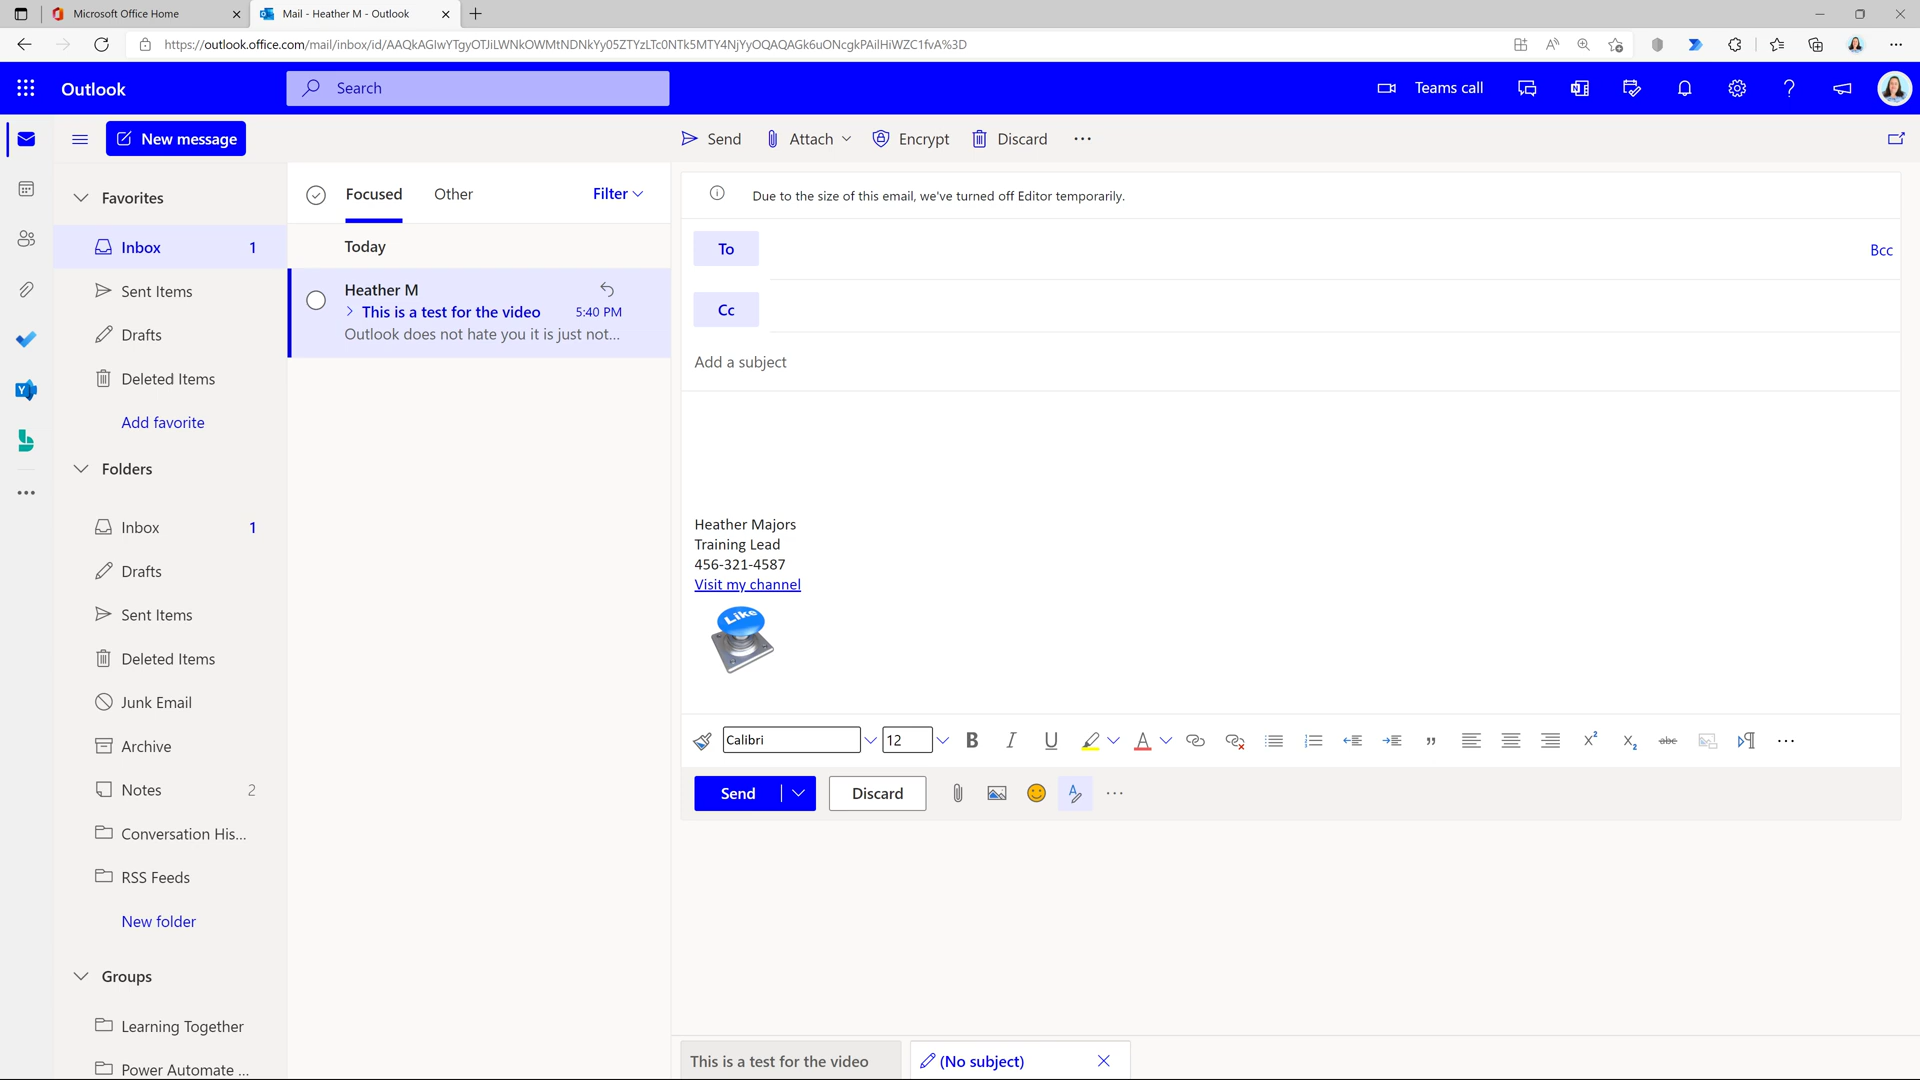 Microsoft Office Home
Mail - Heather M - Outlook
https://outlook.office.com/mail/inbox/id/AAQkAGIwYTgyOTJiLWNkOWMtNDNkYy05ZTYzLTc0NTk5MTY4NjYyOQAQAGk6uONcgkPAilHiWZC1fvA%3D
Outlook
Search
Teams call
New message
Send
Attach
Encrypt
Discard
Favorites
Inbox 1
Sent Items
Drafts
Deleted Items
Add favorite
Folders
Inbox 1
Drafts
Sent Items
Deleted Items
Junk Email
Archive
Notes 2
Conversation His...
RSS Feeds
New folder
Groups
Learning Together
Power Automate ...
Focused
Other
Filter
Today
Heather M
This is a test for the video 5:40 PM
Outlook does not hate you it is just not...
Due to the size of this email, we've turned off Editor temporarily.
To
Bcc
Cc
Add a subject
Heather Majors
Training Lead
456-321-4587
Visit my channel
Like
Calibri
12
B I U A
x² x₂ abc
Send
Discard
This is a test for the video
(No subject)